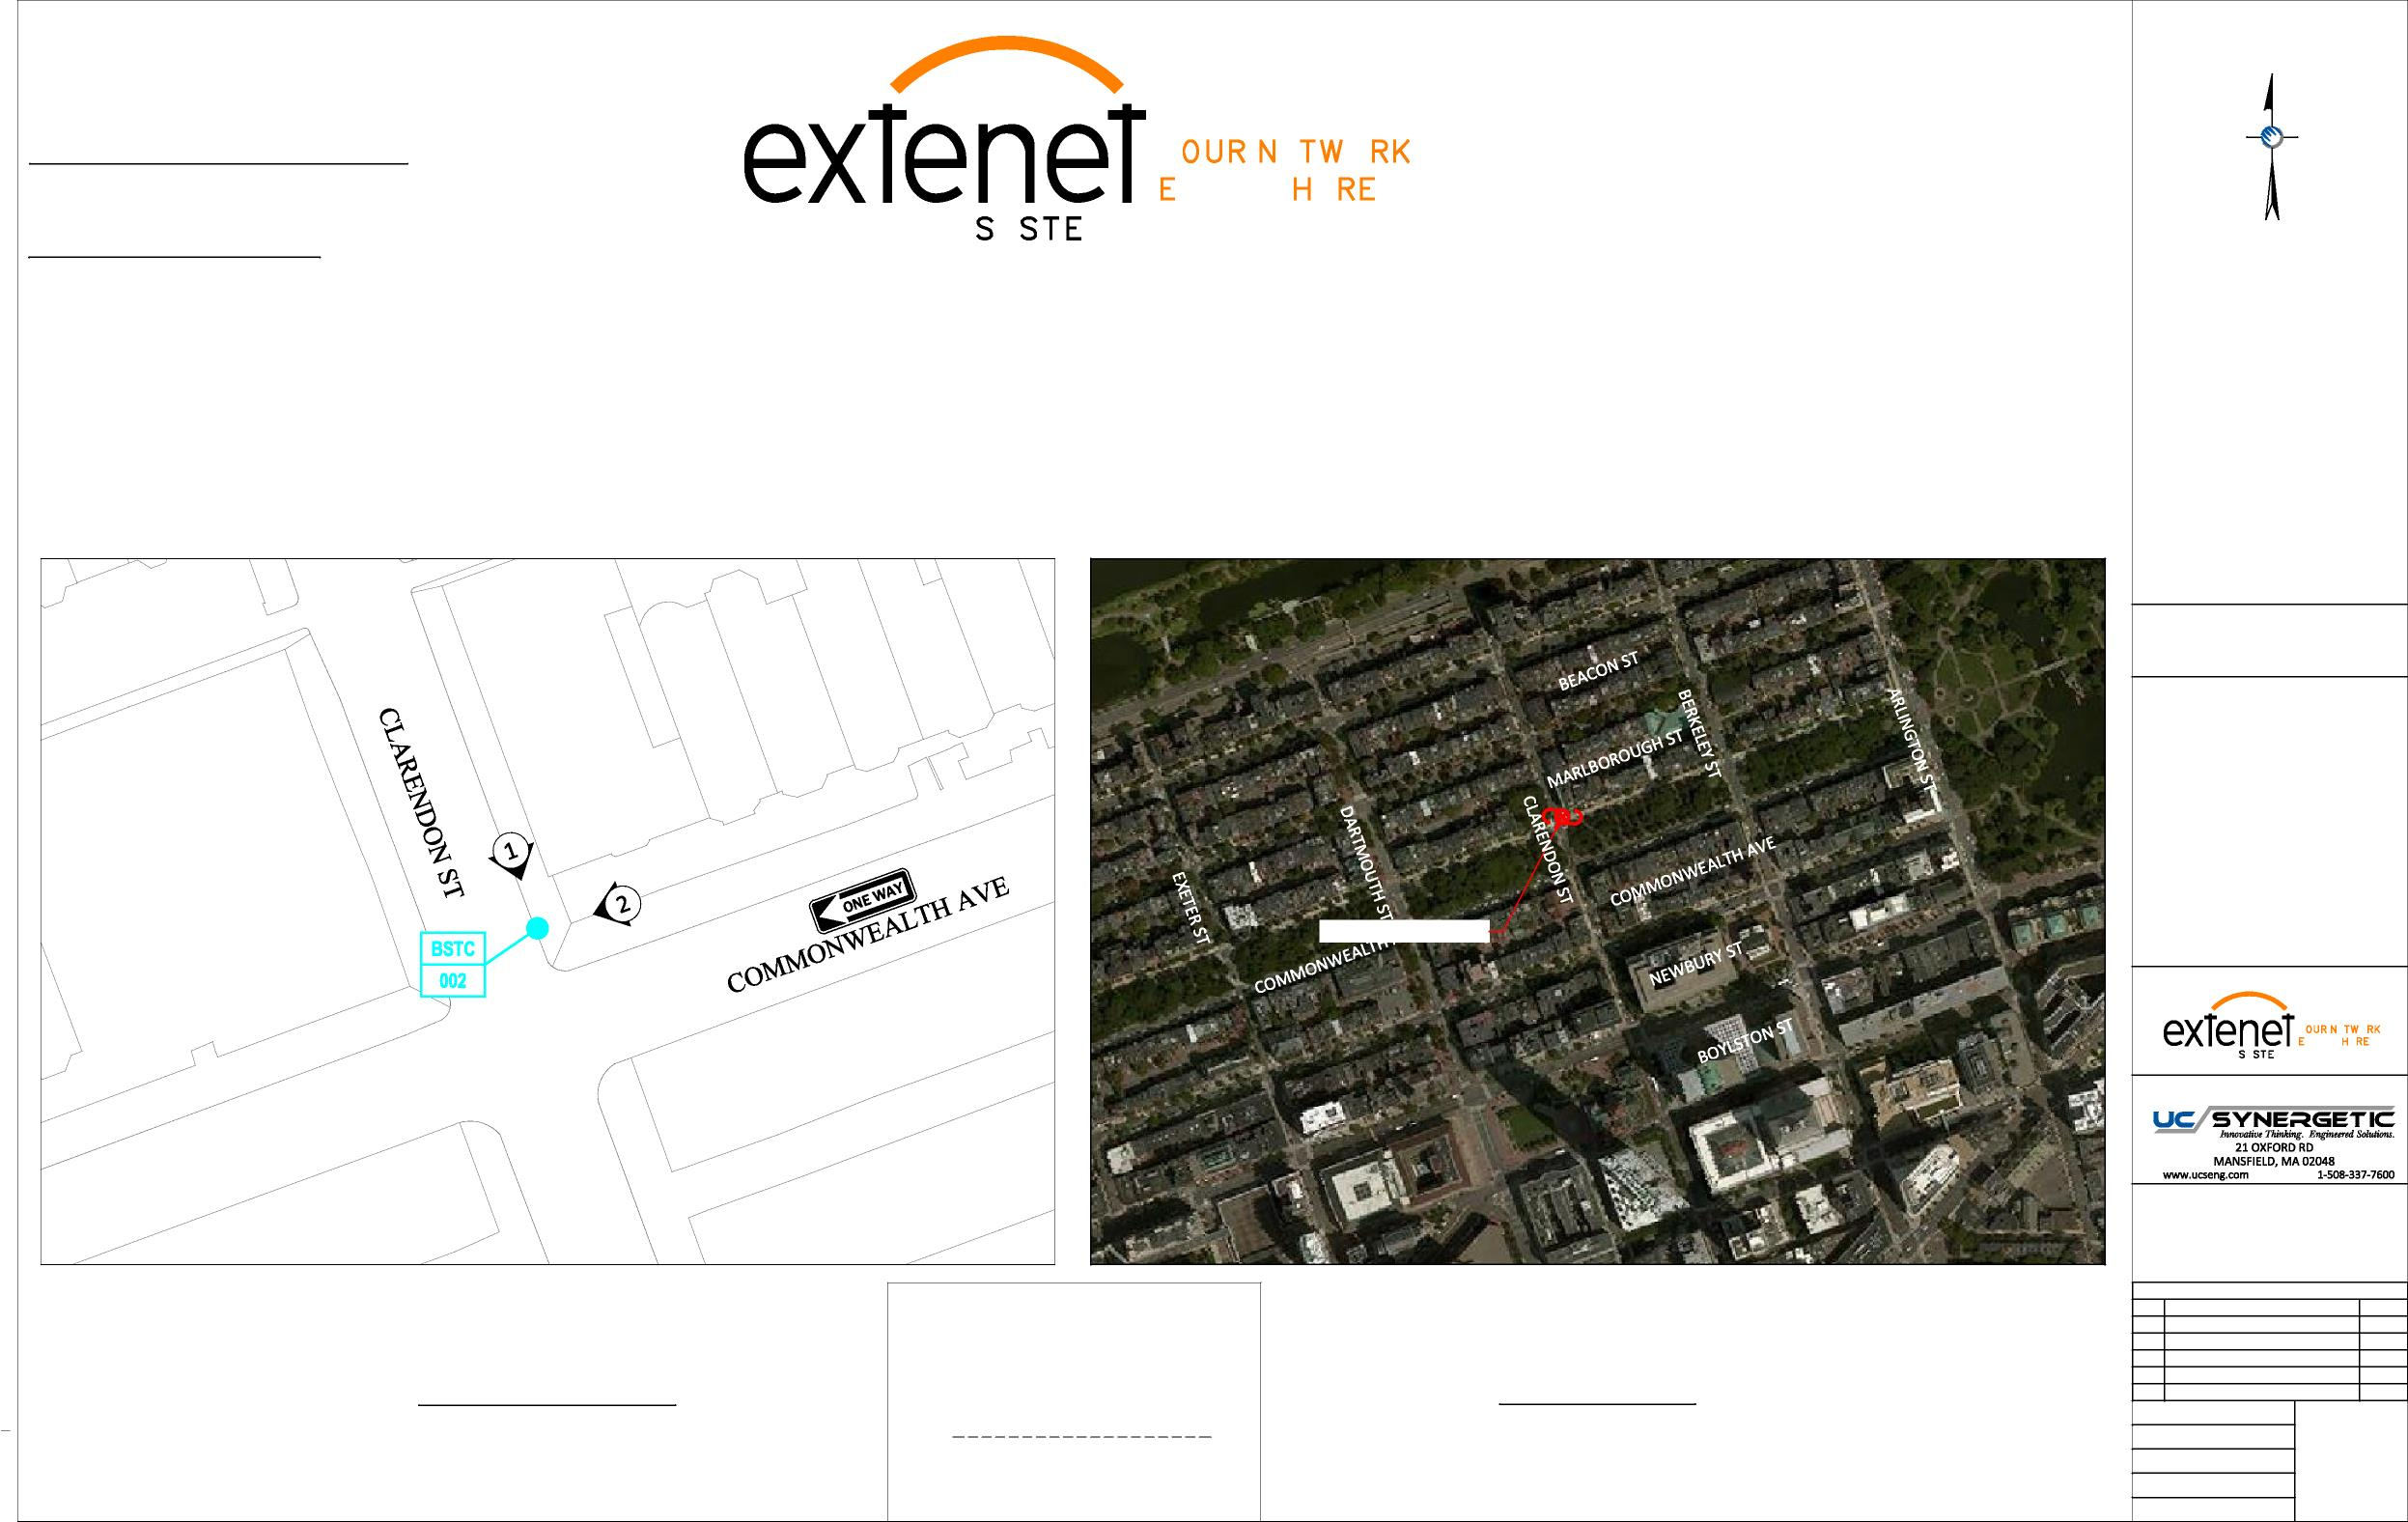 extenet
OUR N TW RK
E H RE
S STE
CLARENDON ST
1
2
ONE WAY
COMMONWEALTH AVE
BSTC
002
BEACON ST
BERKELEY ST
ARLINGTON ST
MARLBOROUGH ST
CLARENDON ST
DARTMOUTH ST
COMMONWEALTH AVE
EXETER ST
COMMONWEALTH
NEWBURY ST
BOYLSTON ST
extenet
OUR N TW RK
E H RE
S STE
UC SYNERGETIC
Innovative Thinking. Engineered Solutions.
21 OXFORD RD
MANSFIELD, MA 02048
www.ucseng.com 1-508-337-7600